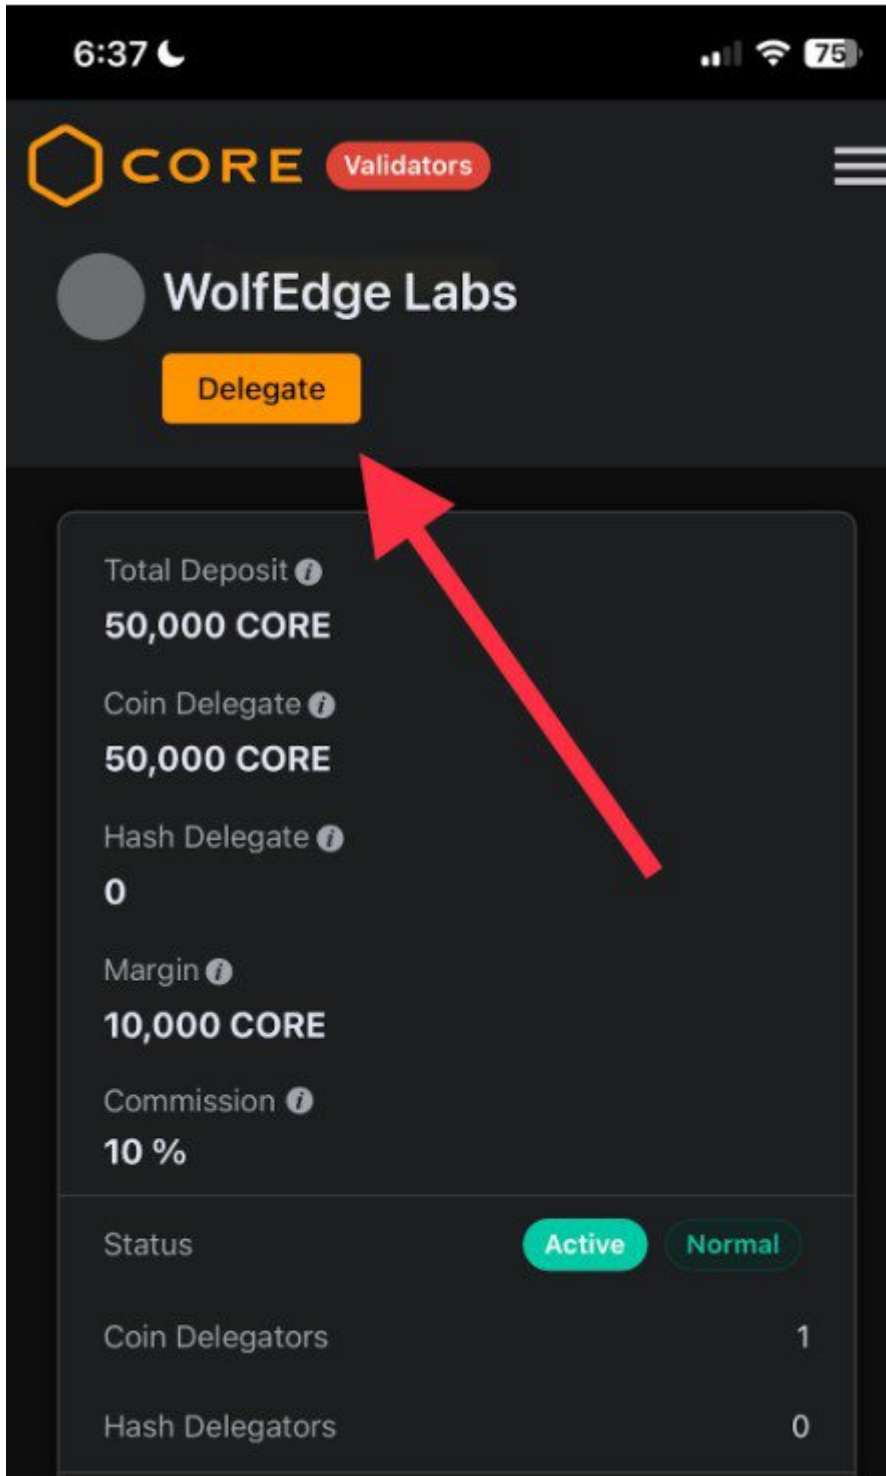 6:37
75
CORE Validators
WolfEdge Labs
Delegate
Total Deposit i
50,000 CORE
Coin Delegate i
50,000 CORE
Hash Delegate i
0
Margin i
10,000 CORE
Commission i
10 %
Status Active Normal
Coin Delegators 1
Hash Delegators 0